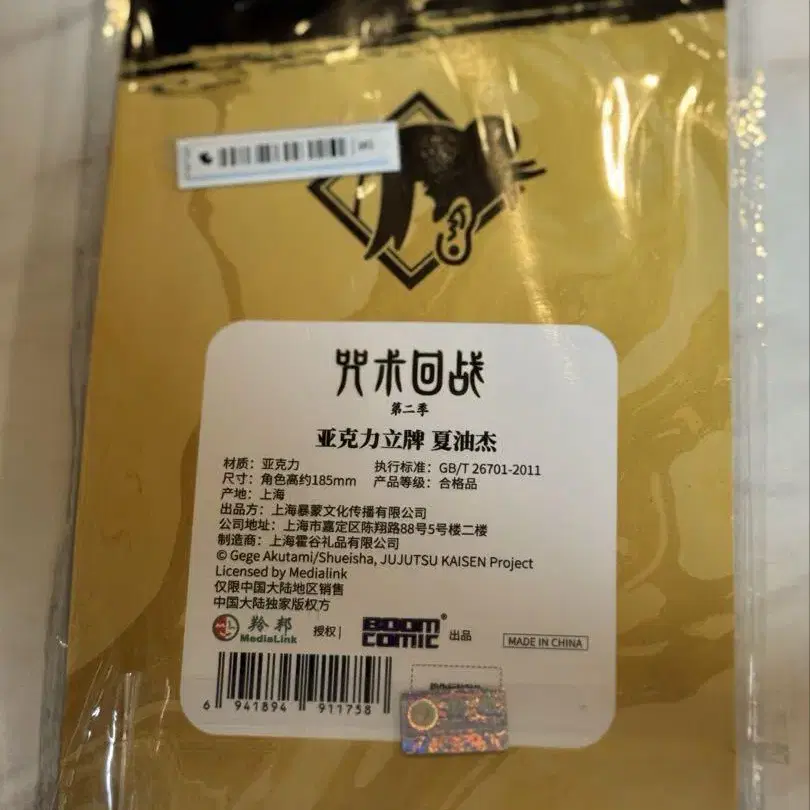 咒术回战
第二季
亚克力立牌 夏油杰
材质：亚克力 执行标准：GB/T 26701-2011
尺寸：角色高约185mm 产品等级：合格品
产地：上海
出品方：上海暴蒙文化传播有限公司
公司地址：上海市嘉定区陈翔路88号5号楼二楼
制造商：上海霍谷礼品有限公司
© Gege Akutami/Shueisha, JUJUTSU KAISEN Project
Licensed by Medialink
仅限中国大陆地区销售
中国大陆独家版权方
羚邦 MediaLink 授权| BOOM COMIC® 出品 MADE IN CHINA
6 941894 911758